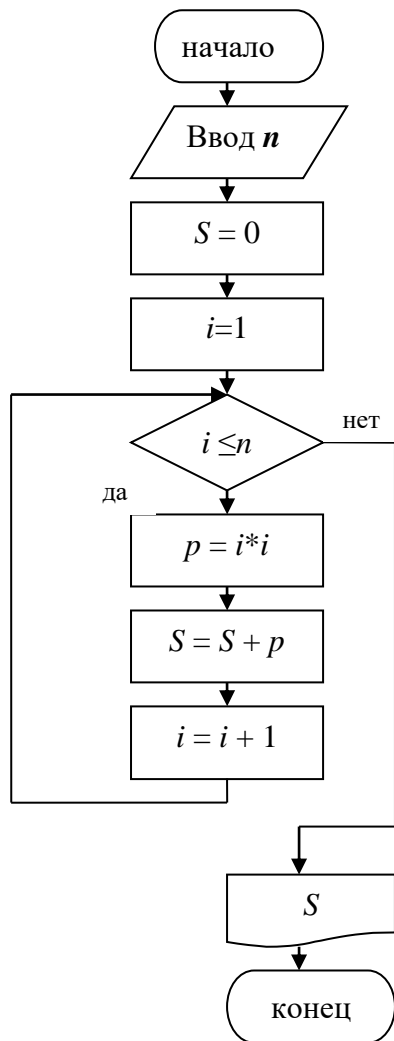 начало
Ввод n
S = 0
i=1
i ≤n
нет
да
p = i*i
S = S + p
i = i + 1
S
конец